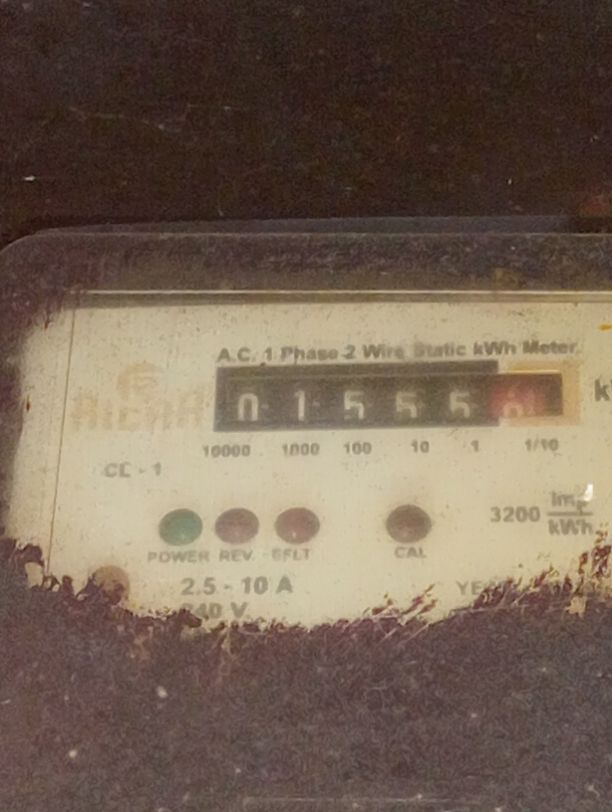 A.C. 1 Phase 2 Wire Static kWh Meter
0 1 5 5 5
10000 1000 100 10 1 1/10
CL - 1
3200 Imp/kWh
POWER REV. EFLT CAL
2.5 - 10 A
240 V